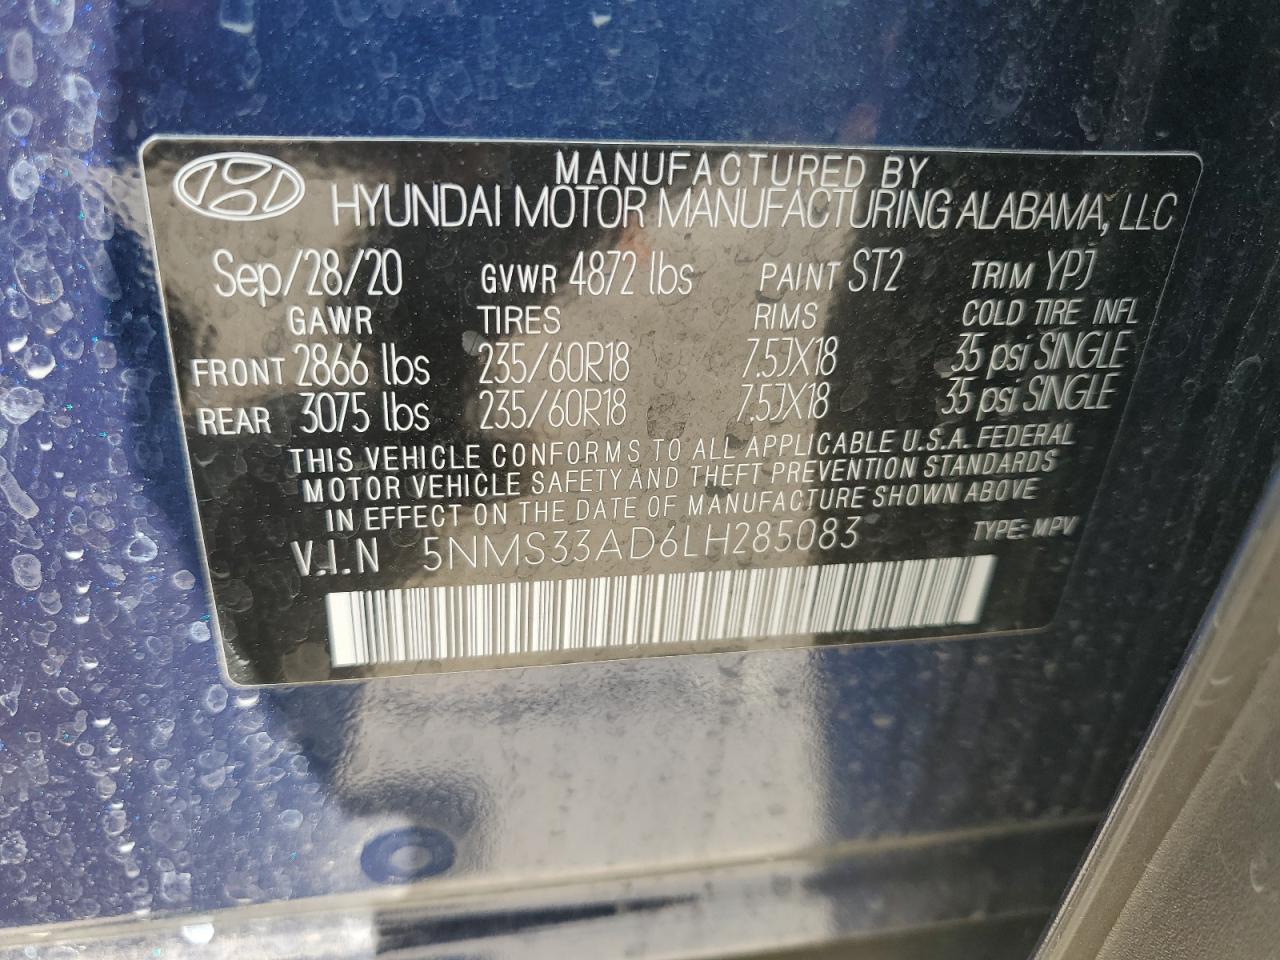 MANUFACTURED BY
HYUNDAI MOTOR MANUFACTURING ALABAMA, LLC
Sep/28/20 GVWR 4872 lbs PAINT ST2 TRIM YPJ
GAWR TIRES RIMS COLD TIRE INFL
FRONT 2866 lbs 235/60R18 7.5JX18 35 psi SINGLE
REAR 3075 lbs 235/60R18 7.5JX18 35 psi SINGLE
THIS VEHICLE CONFORMS TO ALL APPLICABLE U.S.A. FEDERAL
MOTOR VEHICLE SAFETY AND THEFT PREVENTION STANDARDS
IN EFFECT ON THE DATE OF MANUFACTURE SHOWN ABOVE
V.I.N 5NMS33AD6LH285083 TYPE: MPV